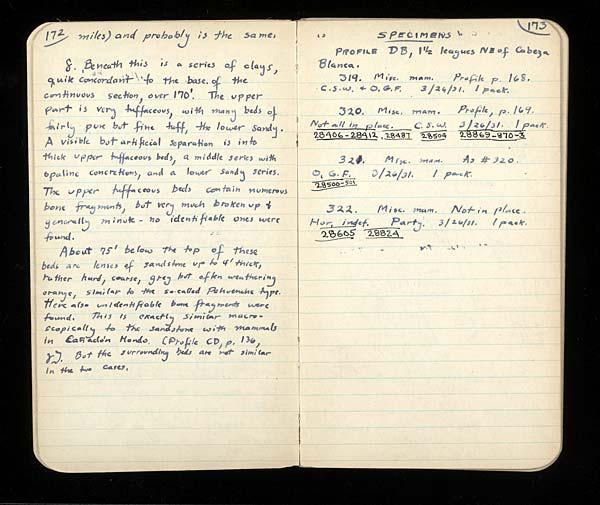 172 miles) and probably is the same.
8. Beneath this is a series of clays,
quite concordant to the base of the
continuous section, over 170'. The upper
part is very tuffaceous, with many beds of
fairly pure but fine tuff, the lower sandy.
A visible but artificial separation is into
thick upper tuffaceous beds, a middle series with
opaline concretions, and a lower sandy series.
The upper tuffaceous beds contain numerous
bone fragments, but very much broken up &
generally minute - no identifiable ones were
found.
About 75' below the top of these
beds are lenses of sandstone up to 4' thick,
rather hard, coarse, grey but often weathering
orange, similar to the so-called Pehuenche type.
Here also unidentifiable bone fragments were
found. This is exactly similar macro-
scopically to the sandstone with mammals
in Cañadón Hondo. [Profile CD, p. 136,
8]. But the surrounding beds are not similar
in the two cases.
173
SPECIMENS
PROFILE DB, 1½ leagues NE of Cabeza
Blanca.
319. Misc. mam. Profile p. 168.
C.S.W. & O.G.F. 3/26/31. 1 pack.
320. Misc. mam. Profile, p. 169.
Not all in place. C.S.W. 3/26/31. 1 pack.
28406-28412, 28487 28504 28869-870-3
321. Misc. mam. As #320.
O.G.F. 3/26/31. 1 pack.
28500-501
322. Misc. mam. Not in place.
Hor. indet. Party. 3/26/31. 1 pack.
28605 28824